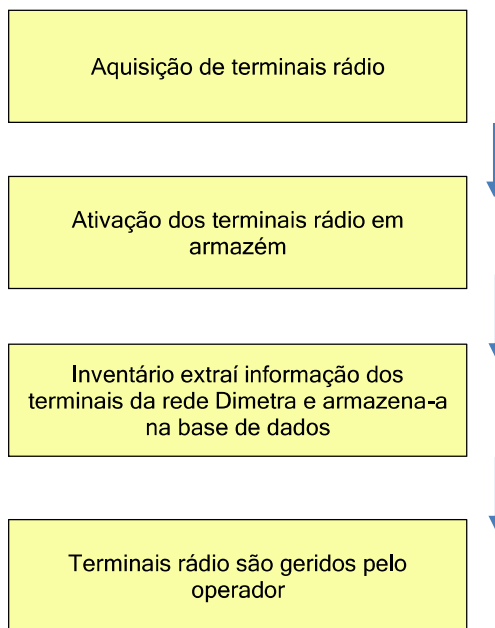 Aquisição de terminais rádio
Ativação dos terminais rádio em
armazém
Inventário extraí informação dos
terminais da rede Dimetra e armazena-a
na base de dados
Terminais rádio são geridos pelo
operador